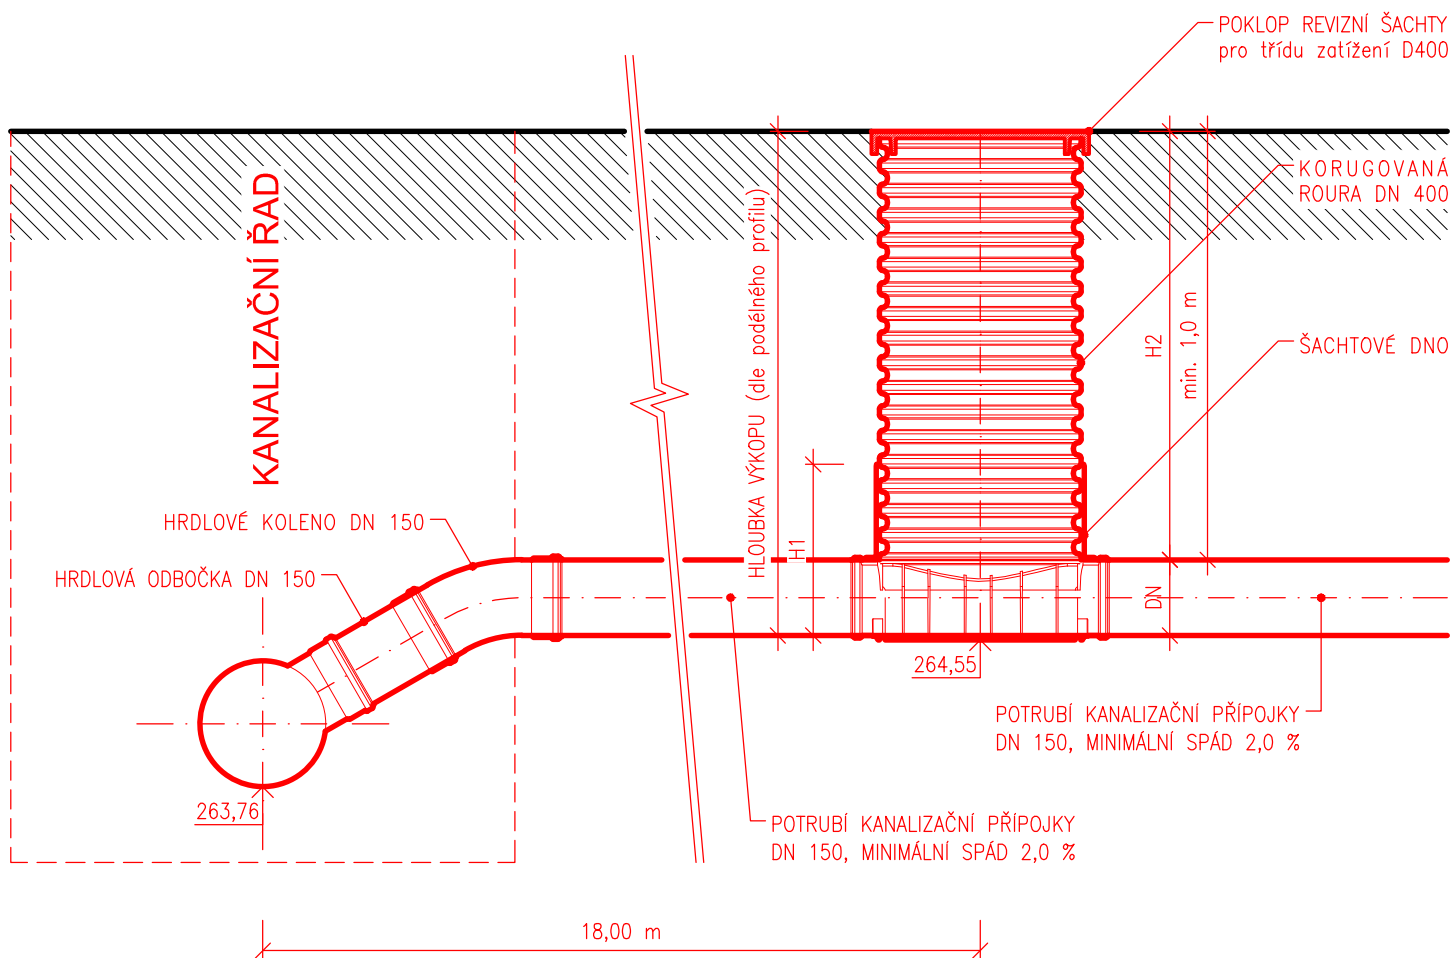 POKLOP REVIZNÍ ŠACHTY
pro třídu zatížení D400
KORUGOVANÁ
ROURA DN 400
ŠACHTOVÉ DNO
KANALIZAČNÍ ŘAD
HLOUBKA VÝKOPU (dle podélného profilu)
H1
H2
min. 1,0 m
DN
HRDLOVÉ KOLENO DN 150
HRDLOVÁ ODBOČKA DN 150
264,55
POTRUBÍ KANALIZAČNÍ PŘÍPOJKY
DN 150, MINIMÁLNÍ SPÁD 2,0 %
263,76
POTRUBÍ KANALIZAČNÍ PŘÍPOJKY
DN 150, MINIMÁLNÍ SPÁD 2,0 %
18,00 m